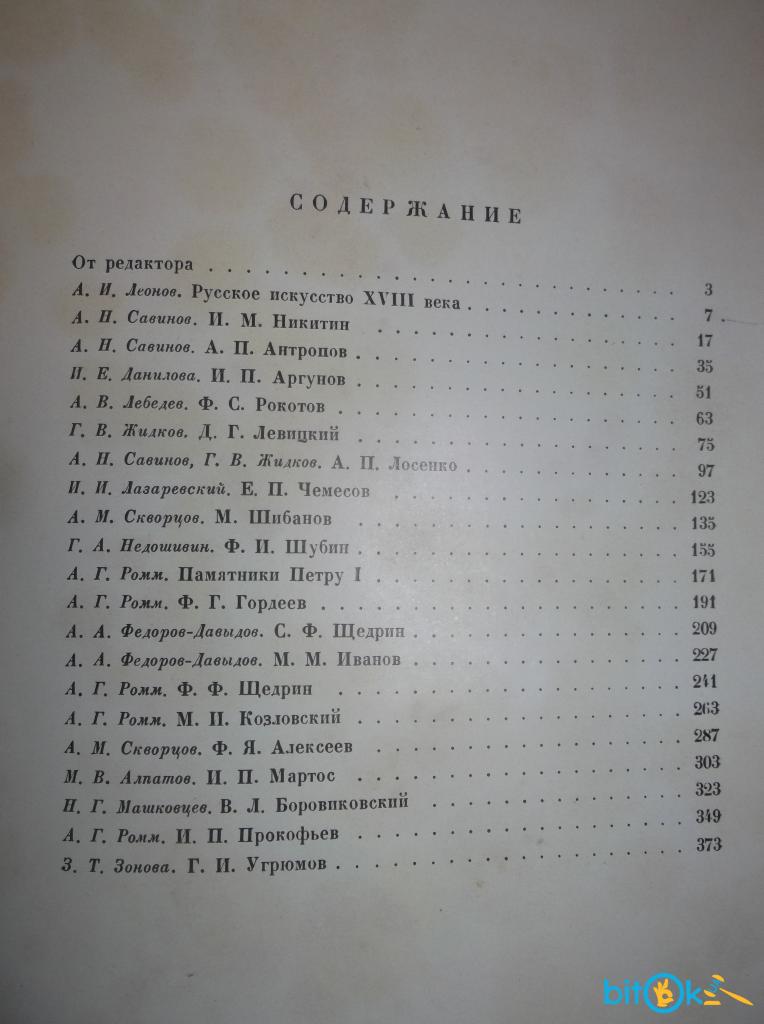 СОДЕРЖАНИЕ
От редактора . . . . . . . . . . . . . . . . . . 3
А. И. Леонов. Русское искусство XVIII века . . . . . . . . 7
А. Н. Савинов. И. М. Никитин . . . . . . . . . . . . 17
А. Н. Савинов. А. П. Антропов . . . . . . . . . . . . 35
И. Е. Данилова. И. П. Аргунов . . . . . . . . . . . . 51
А. В. Лебедев. Ф. С. Рокотов . . . . . . . . . . . . 63
Г. В. Жидков. Д. Г. Левицкий . . . . . . . . . . . . 75
А. Н. Савинов, Г. В. Жидков. А. П. Лосенко . . . . . . . . 97
И. И. Лазаревский. Е. П. Чемесов . . . . . . . . . . . 123
А. М. Скворцов. М. Шибанов . . . . . . . . . . . . 135
Г. А. Недошивин. Ф. И. Шубин . . . . . . . . . . . . 155
А. Г. Ромм. Памятники Петру I . . . . . . . . . . . . 171
А. Г. Ромм. Ф. Г. Гордеев . . . . . . . . . . . . . 191
А. А. Федоров-Давыдов. С. Ф. Щедрин . . . . . . . . . . 209
А. А. Федоров-Давыдов. М. М. Иванов . . . . . . . . . . 227
А. Г. Ромм. Ф. Ф. Щедрин . . . . . . . . . . . . . 241
А. Г. Ромм. М. И. Козловский . . . . . . . . . . . . 263
А. М. Скворцов. Ф. Я. Алексеев . . . . . . . . . . . . 287
М. В. Алпатов. И. П. Мартос . . . . . . . . . . . . 303
Н. Г. Машковцев. В. Л. Боровиковский . . . . . . . . . . 323
А. Г. Ромм. И. П. Прокофьев . . . . . . . . . . . . 349
З. Т. Зонова. Г. И. Угрюмов . . . . . . . . . . . . 373
bitOk